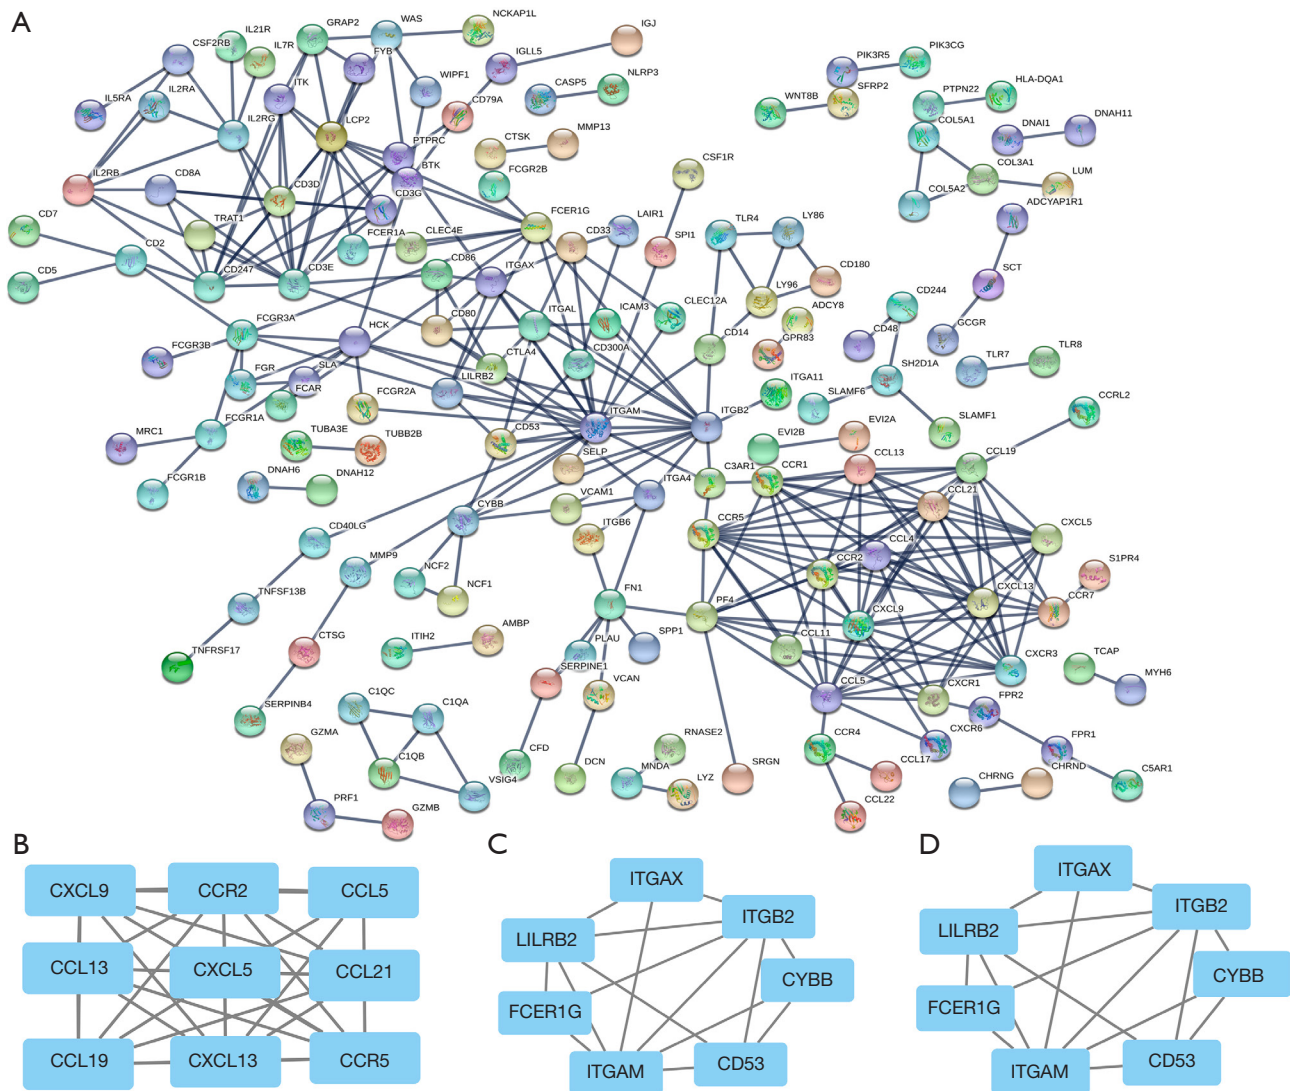 A
IL21R
GRAP2
WAS
NCKAP1L
IGJ
CSF2RB
IL7R
FYB
IGLL5
PIK3R5
PIK3CG
ITK
WIPF1
CASP5
NLRP3
HLA-DQA1
IL5RA
IL2RA
CD79A
WNT8B
SFRP2
PTPN22
IL2RG
LCP2
COL5A1
DNAI1
DNAH11
PTPRC
CTSK
MMP13
BTK
CSF1R
COL3A1
LUM
IL2RB
CD8A
CD3D
FCGR2B
COL5A2
CD3G
ADCYAP1R1
CD7
TRAT1
FCER1G
LAIR1
TLR4
LY86
FCER1A
CLEC4E
CD33
SPI1
CD2
CD180
SCT
CD5
CD247
CD3E
CD86
ITGAX
LY96
CD244
ICAM3
CLEC12A
ADCY8
FCGR3A
HCK
CD80
ITGAL
CD14
GPR83
CD48
GCGR
TLR8
FCGR3B
SLA
CTLA4
CD300A
SH2D1A
TLR7
FGR
FCAR
LILRB2
FCGR2A
ITGA11
SLAMF6
CCRL2
MRC1
FCGR1A
ITGAM
ITGB2
SLAMF1
TUBA3E
TUBB2B
CD53
EVI2B
EVI2A
SELP
CCL13
CCL19
FCGR1B
DNAH6
DNAH12
ITGA4
C3AR1
CCR1
VCAM1
CCL21
CD40LG
CYBB
ITGB6
CCR5
CCL4
CXCL5
MMP9
NCF2
NCF1
CCR2
S1PR4
TNFSF13B
FN1
PF4
CXCL13
CCR7
CXCL9
CTSG
ITIH2
AMBP
PLAU
SPP1
CCL11
TNFRSF17
SERPINE1
CXCR3
TCAP
VCAN
CCL5
CXCR1
MYH6
SERPINB4
C1QC
C1QA
FPR2
GZMA
RNASE2
CXCR6
FPR1
C1QB
CFD
DCN
MNDA
CCR4
VSIG4
LYZ
SRGN
CCL17
CHRNG
CHRND
C5AR1
PRF1
GZMB
CCL22
B
CXCL9
CCR2
CCL5
CCL13
CXCL5
CCL21
CCL19
CXCL13
CCR5
C
ITGAX
ITGB2
LILRB2
CYBB
FCER1G
CD53
ITGAM
D
ITGAX
ITGB2
LILRB2
CYBB
FCER1G
CD53
ITGAM